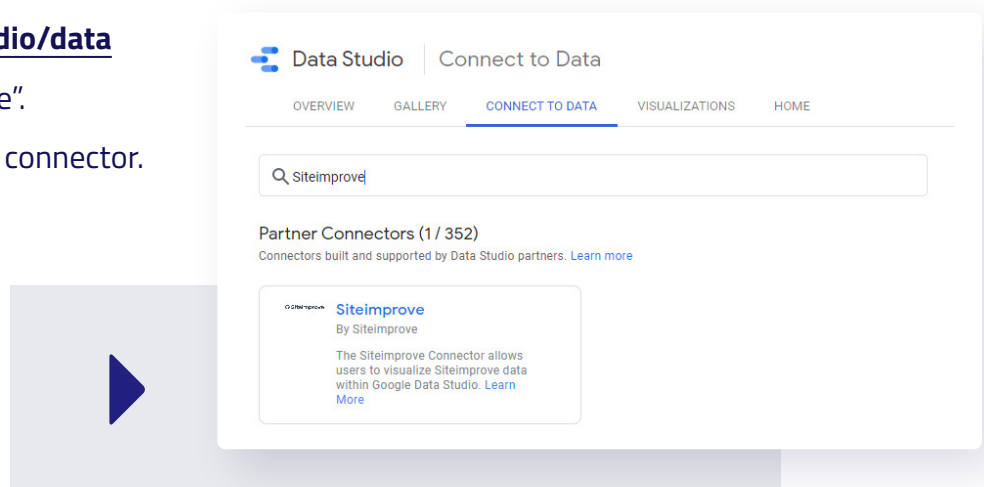 dio/data
e”.
connector.
Data Studio
Connect to Data
OVERVIEW
GALLERY
CONNECT TO DATA
VISUALIZATIONS
HOME
Siteimprove
Partner Connectors (1 / 352)
Connectors built and supported by Data Studio partners. Learn more
Siteimprove
Siteimprove
By Siteimprove
The Siteimprove Connector allows
users to visualize Siteimprove data
within Google Data Studio. Learn
More